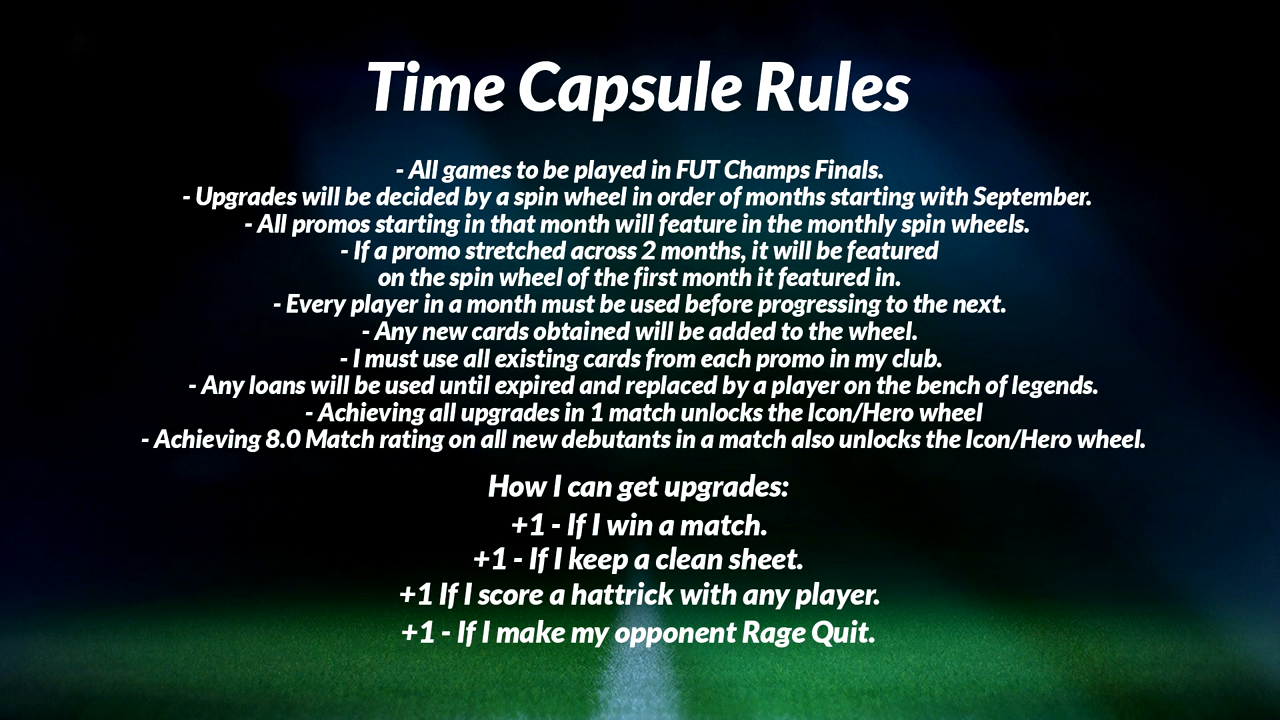 Time Capsule Rules
- All games to be played in FUT Champs Finals.
- Upgrades will be decided by a spin wheel in order of months starting with September.
- All promos starting in that month will feature in the monthly spin wheels.
- If a promo stretched across 2 months, it will be featured
on the spin wheel of the first month it featured in.
- Every player in a month must be used before progressing to the next.
- Any new cards obtained will be added to the wheel.
- I must use all existing cards from each promo in my club.
- Any loans will be used until expired and replaced by a player on the bench of legends.
- Achieving all upgrades in 1 match unlocks the Icon/Hero wheel
- Achieving 8.0 Match rating on all new debutants in a match also unlocks the Icon/Hero wheel.
How I can get upgrades:
+1 - If I win a match.
+1 - If I keep a clean sheet.
+1 If I score a hattrick with any player.
+1 - If I make my opponent Rage Quit.